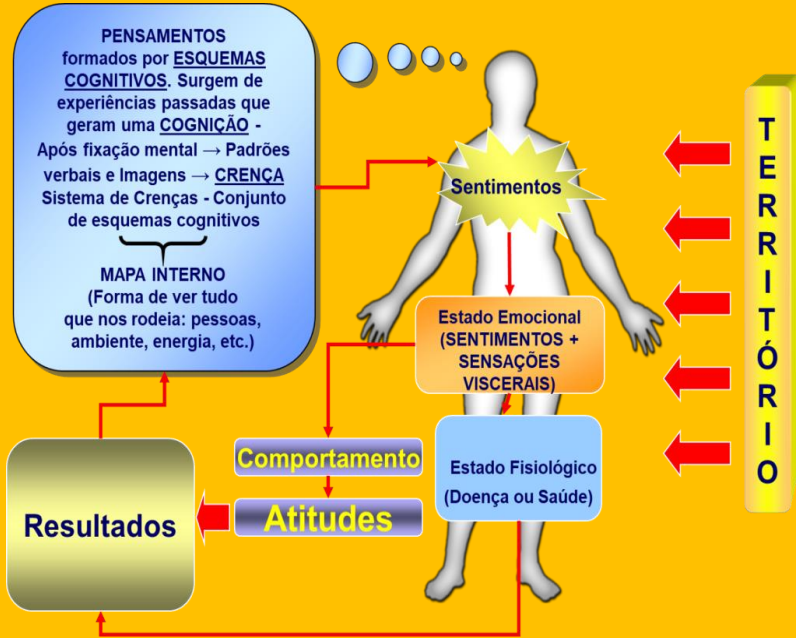 PENSAMENTOS
formados por ESQUEMAS
COGNITIVOS. Surgem de
experiências passadas que
geram uma COGNIÇÃO -
Após fixação mental → Padrões
verbais e Imagens → CRENÇA
Sistema de Crenças - Conjunto
de esquemas cognitivos
MAPA INTERNO
(Forma de ver tudo
que nos rodeia: pessoas,
ambiente, energia, etc.)
Sentimentos
Estado Emocional
(SENTIMENTOS +
SENSAÇÕES
VISCERAIS)
Comportamento
Atitudes
Estado Fisiológico
(Doença ou Saúde)
Resultados
TERRITÓRIO